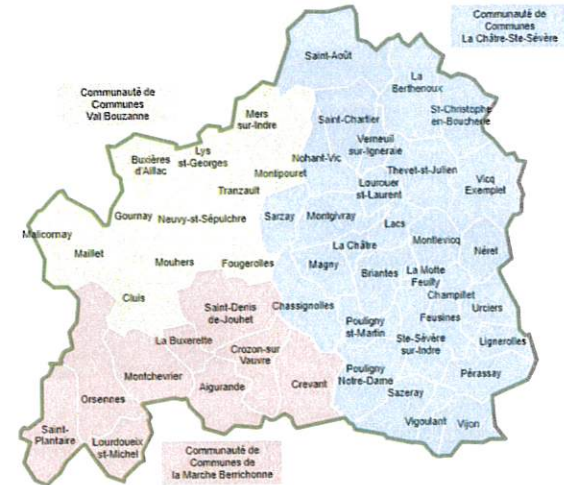 Communauté de
Communes
La Châtre-Ste-Sévère
Saint-Août
La
Berthenoux
Communauté de
Communes
Val Bouzanne
Mers
sur-Indre
Saint-Chartier
St-Christophe
en-Boucherie
Verneuil
sur-Igneraie
Lys
st-Georges
Buxières
d'Aillac
Nohant-Vic
Montipouret
Thevet-st-Julien
Vicq
Exemplet
Tranzault
Lourouer
st-Laurent
Gournay
Neuvy-st-Sépulchre
Sarzay
Montgivray
Lacs
Malicornay
Maillet
La Châtre
Montlevicq
Néret
Mouhers
Fougerolles
Magny
Briantes
La Motte
Feuilly
Champillet
Cluis
Saint-Denis
de-Jouhet
Chassignolles
Urciers
Feusines
Pouligny
st-Martin
Ste-Sévère
sur-Indre
Lignerolles
La Buxerette
Crozon-sur
Vauvre
Montchevrier
Aigurande
Crevant
Pouligny
Notre-Dame
Pérassay
Sazeray
Orsennes
Saint-
Plantaire
Lourdoueix
st-Michel
Vigoulant
Vijon
Communauté de
Communes de
la Marche Berrichonne